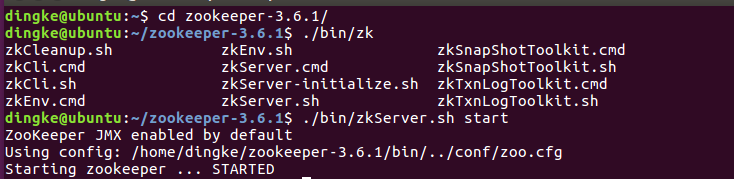 dingke@ubuntu:~$ cd zookeeper-3.6.1/
dingke@ubuntu:~/zookeeper-3.6.1$ ./bin/zk
zkCleanup.sh zkEnv.sh zkSnapShotToolkit.cmd
zkCli.cmd zkServer.cmd zkSnapShotToolkit.sh
zkCli.sh zkServer-initialize.sh zkTxnLogToolkit.cmd
zkEnv.cmd zkServer.sh zkTxnLogToolkit.sh
dingke@ubuntu:~/zookeeper-3.6.1$ ./bin/zkServer.sh start
ZooKeeper JMX enabled by default
Using config: /home/dingke/zookeeper-3.6.1/bin/../conf/zoo.cfg
Starting zookeeper ... STARTED